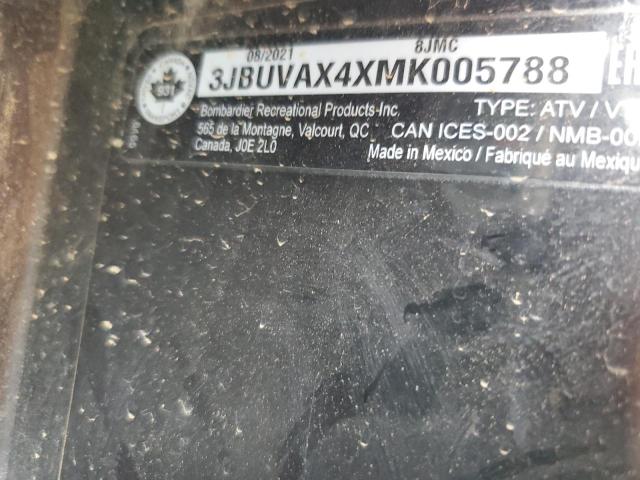 08/2021 8JMC
3JBUVAX4XMK005788
Bombardier Recreational Products-Inc.
565 de la Montagne, Valcourt, QC
Canada, J0E 2L0
TYPE: ATV /
CAN ICES-002 / NMB-00
Made in Mexico / Fabriqué au Mexique